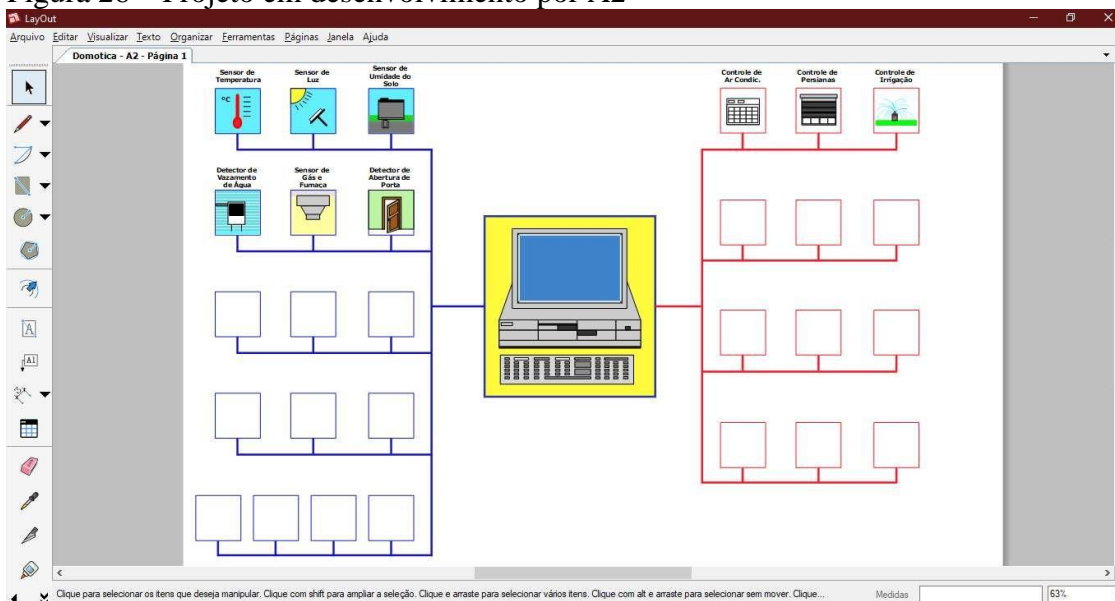 Figura 26 – Projeto em desenvolvimento por A2
LayOut
Arquivo Editar Visualizar Texto Organizar Ferramentas Páginas Janela Ajuda
Domotica - A2 - Página 1
Sensor de
Temperatura
Sensor de
Luz
Sensor de
Umidade do
Solo
Controle de
Ar Condic.
Controle de
Persianas
Controle de
Irrigação
°C
Detector de
Vazamento
de Água
Sensor de
Gás e
Fumaça
Detector de
Abertura de
Porta
A
A1
Clique para selecionar os itens que deseja manipular. Clique com shift para ampliar a seleção. Clique e arraste para selecionar vários itens. Clique com alt e arraste para selecionar sem mover. Clique...
Medidas
63%